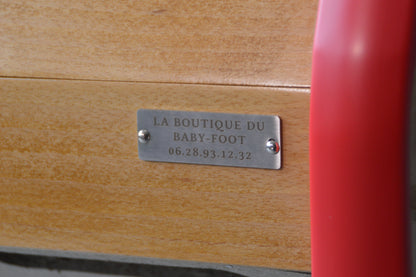 LA BOUTIQUE DU
BABY-FOOT
06.28.93.12.32